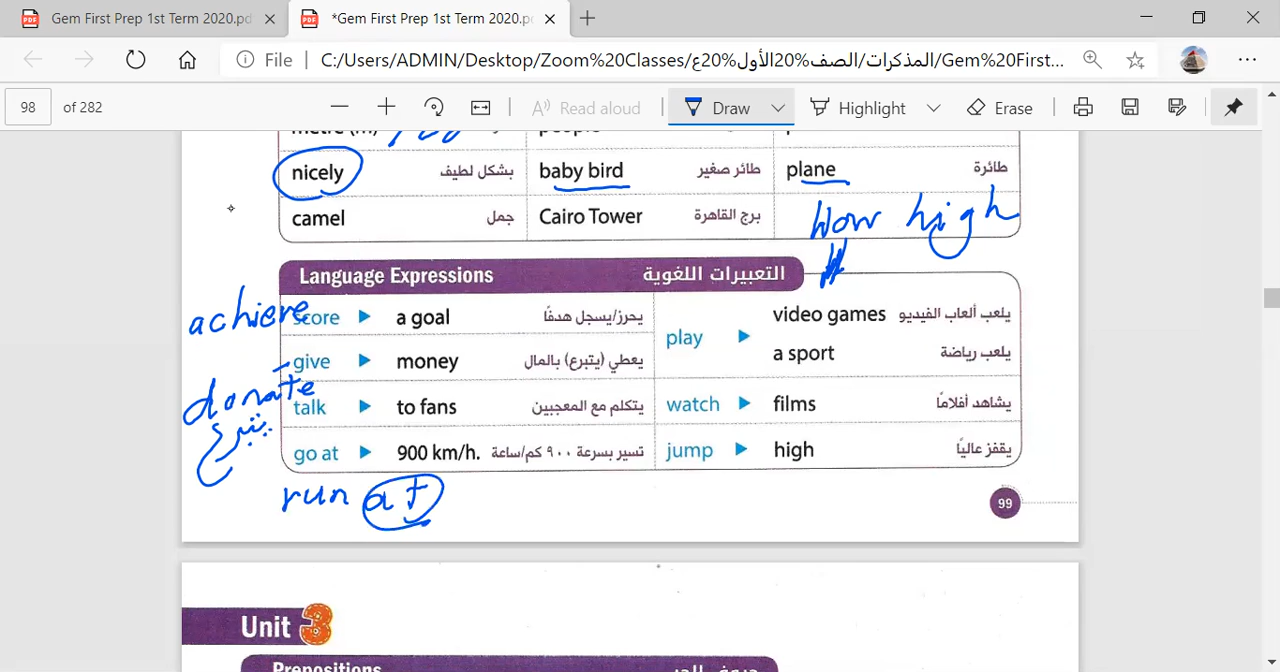 Gem First Prep 1st Term 2020.pd
*Gem First Prep 1st Term 2020.p
File
C:/Users/ADMIN/Desktop/Zoom%20Classes/المذكرات/الصف%20الأول%20ع/Gem%20First...
98 of 282
Read aloud
Draw
Highlight
Erase
metre (m)
people
nicely بشكل لطيف baby bird طائر صغير plane طائرة
camel جمل Cairo Tower برج القاهرة
How high
Language Expressions التعبيرات اللغوية
achieve
score a goal يحرز/يسجل هدفًا
play video games يلعب ألعاب الفيديو
a sport يلعب رياضة
give money يعطي (يتبرع) بالمال
donate
يتبرع
talk to fans يتكلم مع المعجبين
watch films يشاهد أفلامًا
go at 900 km/h. تسير بسرعة ٩٠٠ كم/ساعة
jump high يقفز عاليًا
run at
99
Unit 3
Prepositions حروف الجر